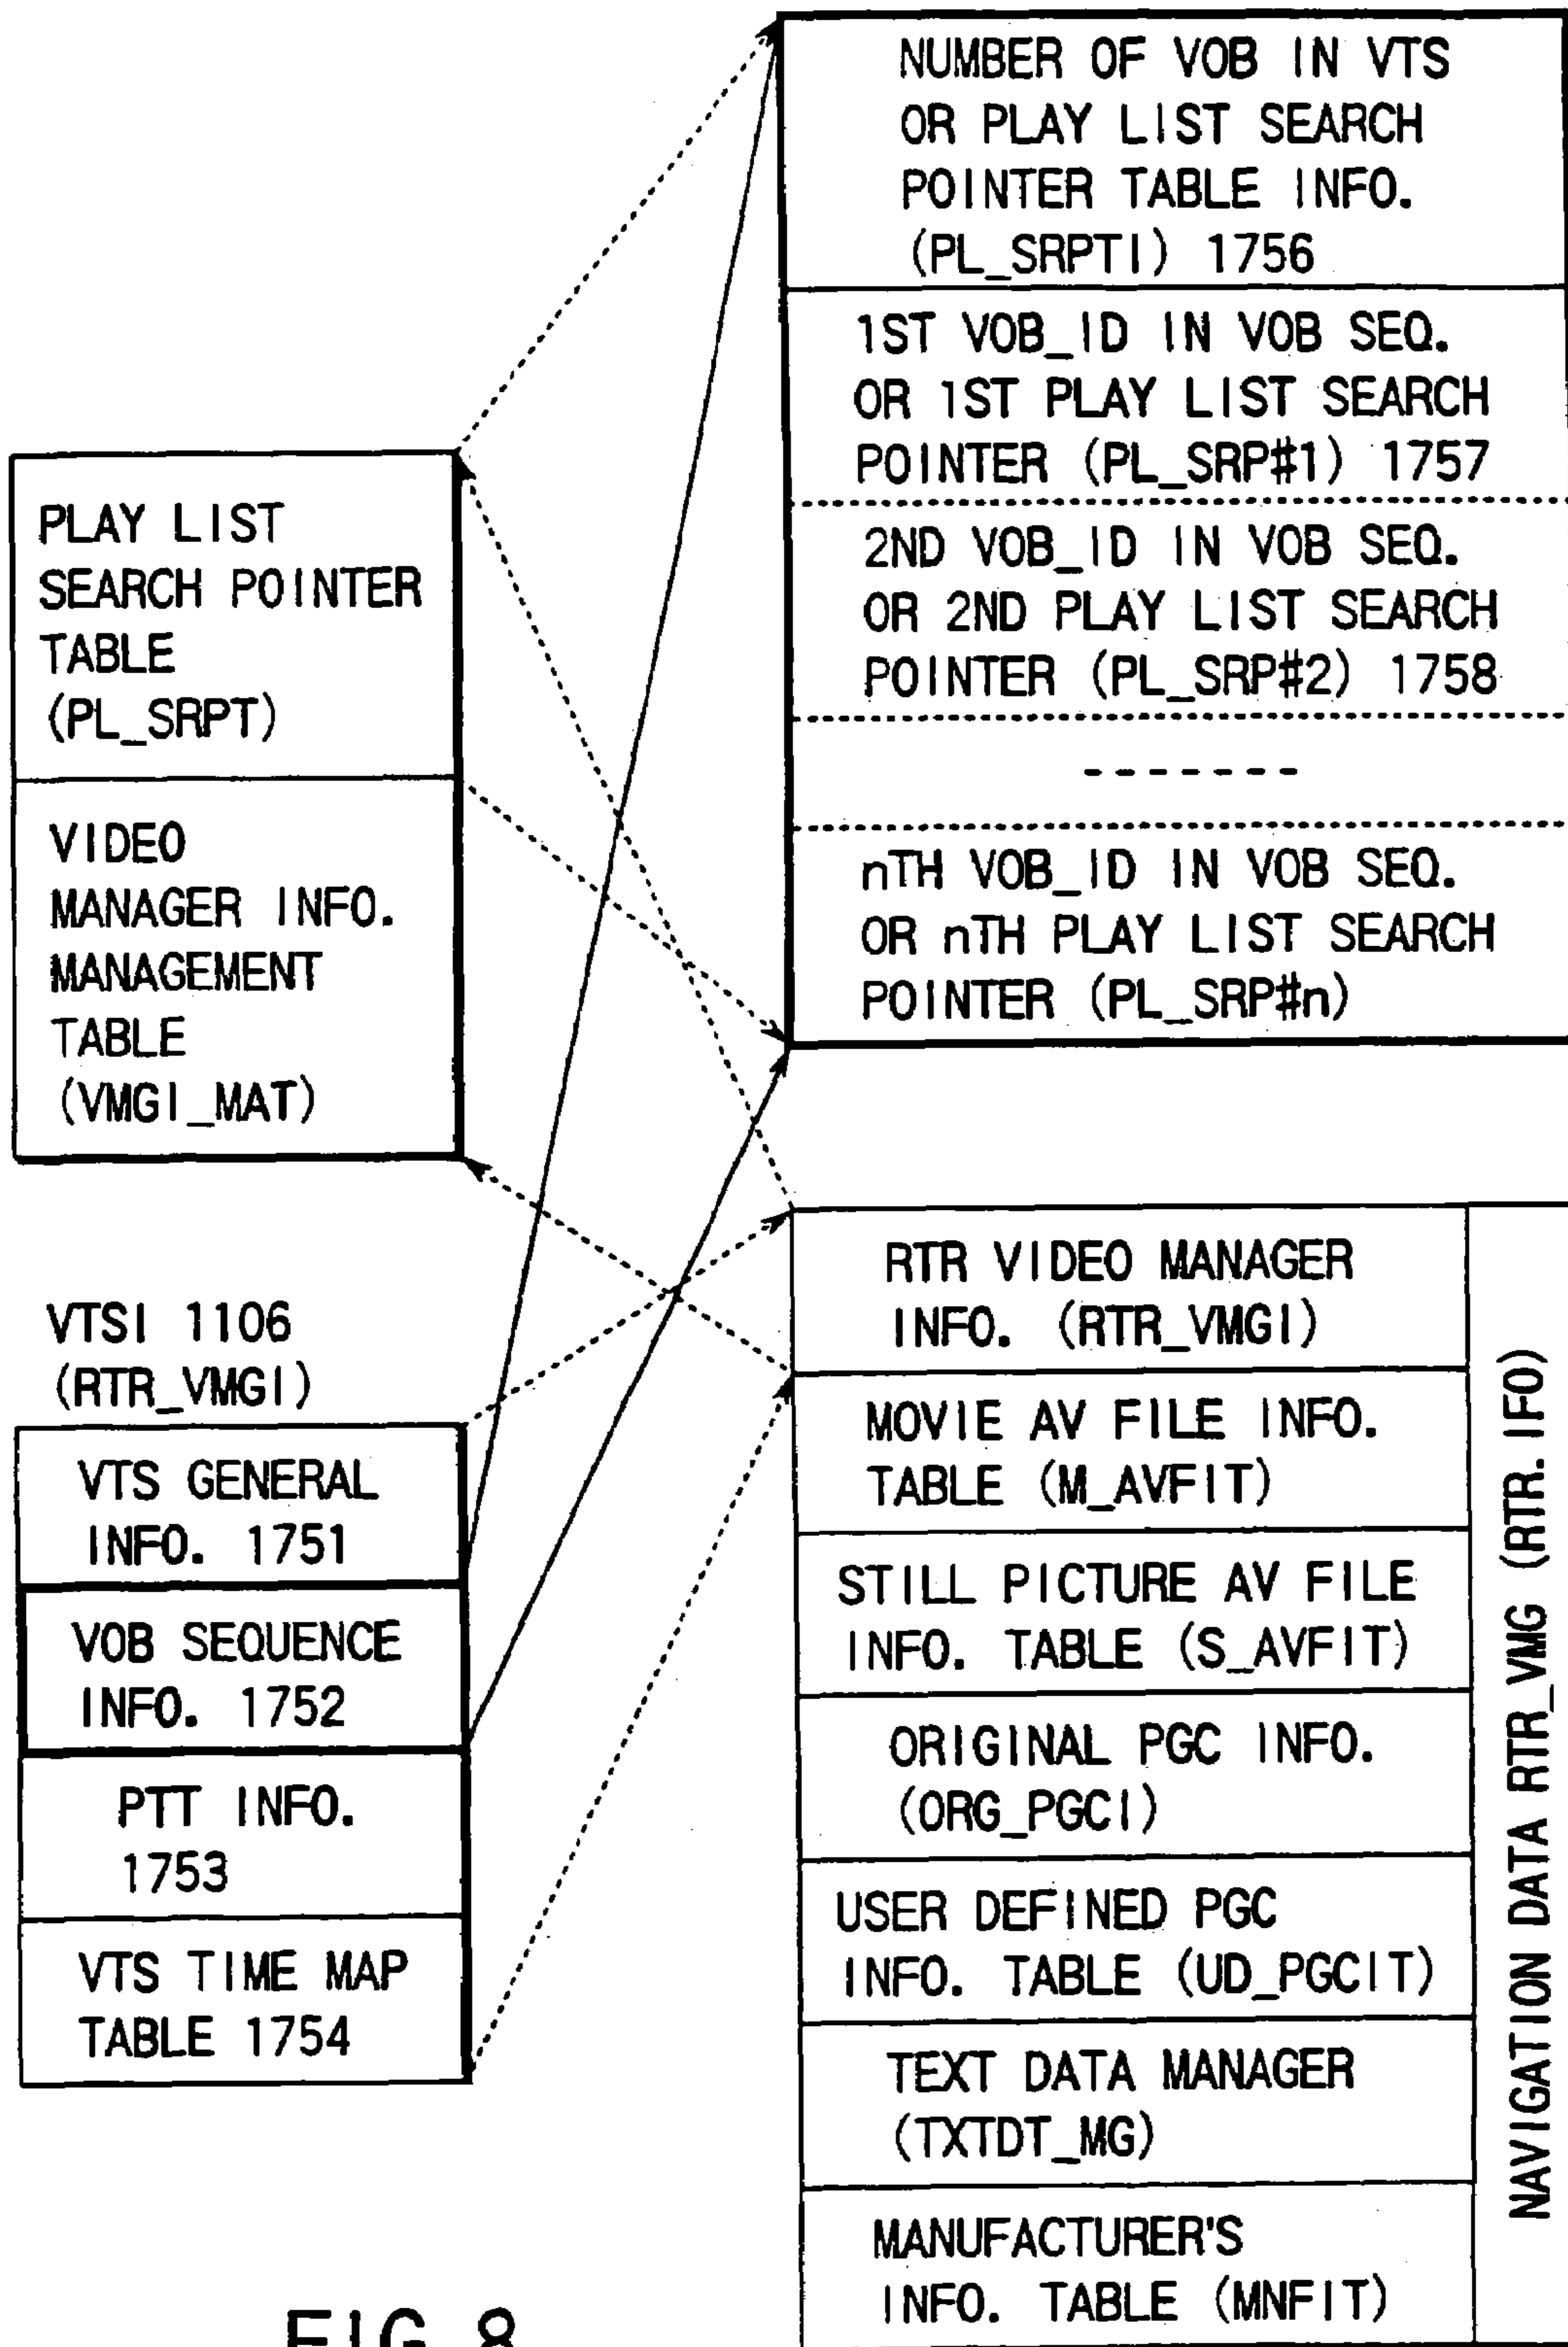 NUMBER OF VOB IN VTS
OR PLAY LIST SEARCH
POINTER TABLE INFO.
(PL_SRPTI) 1756
1ST VOB_ID IN VOB SEQ.
OR 1ST PLAY LIST SEARCH
POINTER (PL_SRP#1) 1757
2ND VOB_ID IN VOB SEQ.
OR 2ND PLAY LIST SEARCH
POINTER (PL_SRP#2) 1758
- - - - - - -
nTH VOB_ID IN VOB SEQ.
OR nTH PLAY LIST SEARCH
POINTER (PL_SRP#n)
PLAY LIST
SEARCH POINTER
TABLE
(PL_SRPT)
VIDEO
MANAGER INFO.
MANAGEMENT
TABLE
(VMGI_MAT)
VTSI 1106
(RTR_VMGI)
VTS GENERAL
INFO. 1751
VOB SEQUENCE
INFO. 1752
PTT INFO.
1753
VTS TIME MAP
TABLE 1754
RTR VIDEO MANAGER
INFO. (RTR_VMGI)
MOVIE AV FILE INFO.
TABLE (M_AVFIT)
STILL PICTURE AV FILE
INFO. TABLE (S_AVFIT)
ORIGINAL PGC INFO.
(ORG_PGCI)
USER DEFINED PGC
INFO. TABLE (UD_PGCIT)
TEXT DATA MANAGER
(TXTDT_MG)
MANUFACTURER'S
INFO. TABLE (MNFIT)
NAVIGATION DATA RTR_VMG (RTR. IFO)
FIG. 8